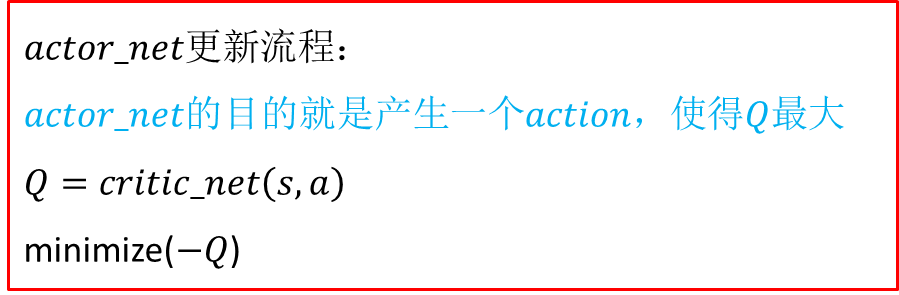 actor_net更新流程：
actor_net的目的就是产生一个action，使得Q最大
Q = critic_net(s, a)
minimize(−Q)